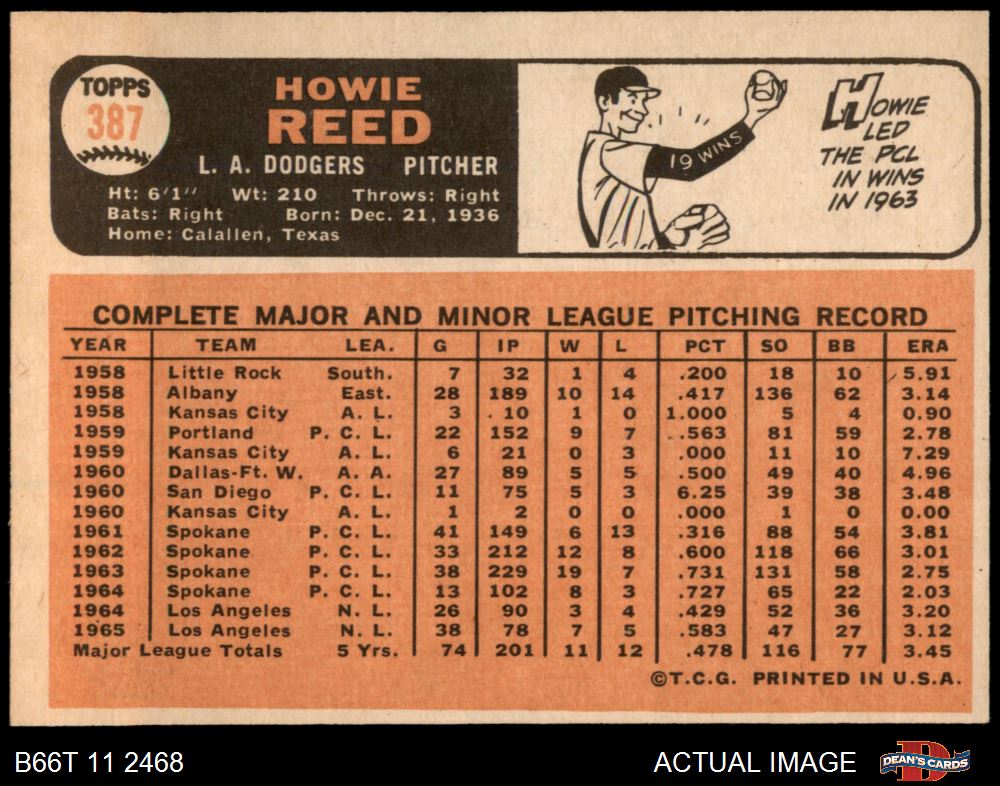 TOPPS
387
HOWIE
REED
L. A. DODGERS PITCHER
Ht: 6'1" Wt: 210 Throws: Right
Bats: Right Born: Dec. 21, 1936
Home: Calallen, Texas
19 WINS
HOWIE
LED
THE PCL
IN WINS
IN 1963
COMPLETE MAJOR AND MINOR LEAGUE PITCHING RECORD
YEAR TEAM LEA. G IP W L PCT SO BB ERA
1958 Little Rock South. 7 32 1 4 .200 18 10 5.91
1958 Albany East. 28 189 10 14 .417 136 62 3.14
1958 Kansas City A. L. 3 10 1 0 1.000 5 4 0.90
1959 Portland P. C. L. 22 152 9 7 .563 81 59 2.78
1959 Kansas City A. L. 6 21 0 3 .000 11 10 7.29
1960 Dallas-Ft. W. A. A. 27 89 5 5 .500 49 40 4.96
1960 San Diego P. C. L. 11 75 5 3 6.25 39 38 3.48
1960 Kansas City A. L. 1 2 0 0 .000 1 0 0.00
1961 Spokane P. C. L. 41 149 6 13 .316 88 54 3.81
1962 Spokane P. C. L. 33 212 12 8 .600 118 66 3.01
1963 Spokane P. C. L. 38 229 19 7 .731 131 58 2.75
1964 Spokane P. C. L. 13 102 8 3 .727 65 22 2.03
1964 Los Angeles N. L. 26 90 3 4 .429 52 36 3.20
1965 Los Angeles N. L. 38 78 7 5 .583 47 27 3.12
Major League Totals 5 Yrs. 74 201 11 12 .478 116 77 3.45
©T.C.G. PRINTED IN U.S.A.
B66T 11 2468 ACTUAL IMAGE DEAN'S CARDS